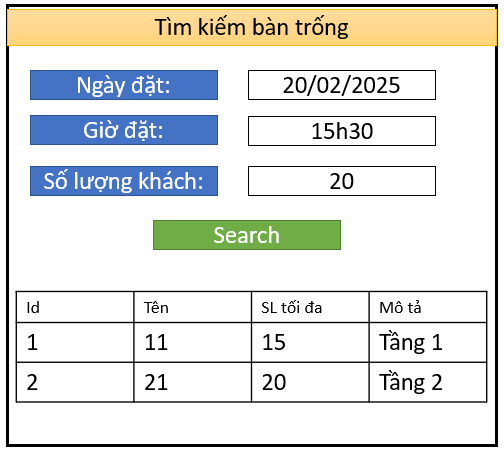 Tìm kiếm bàn trống
Ngày đặt: 20/02/2025
Giờ đặt: 15h30
Số lượng khách: 20
Search
Id Tên SL tối đa Mô tả
1 11 15 Tầng 1
2 21 20 Tầng 2